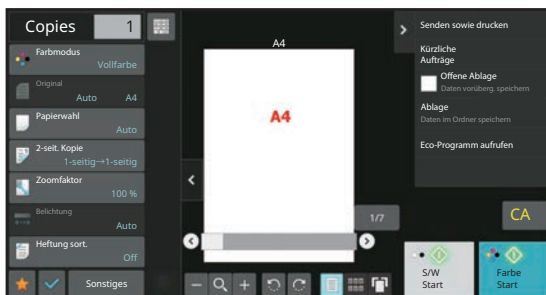 Copies 1
Farbmodus
Vollfarbe
Original
Auto A4
Papierwahl
Auto
2-seit. Kopie
1-seitig→1-seitig
Zoomfaktor
100 %
Belichtung
Auto
Heftung sort.
Off
Sonstiges
A4
A4
1/7
Senden sowie drucken
Kürzliche
Aufträge
Offene Ablage
Daten vorüberg. speichern
Ablage
Daten im Ordner speichern
Eco-Programm aufrufen
CA
S/W
Start
Farbe
Start